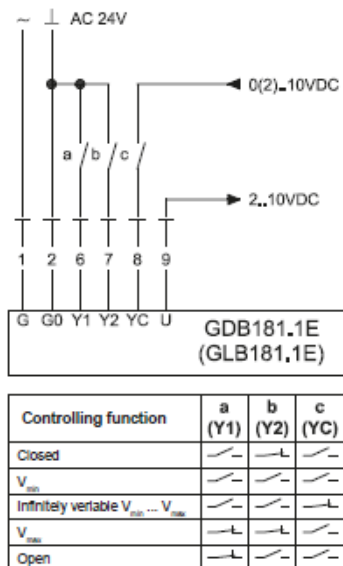 ~ ⊥ AC 24V
0(2)..10VDC
a b c
2..10VDC
1 2 6 7 8 9
G G0 Y1 Y2 YC U
GDB181.1E
(GLB181.1E)
Controlling function a (Y1) b (Y2) c (YC)
Closed
Vmin
Infinitely veriable Vmin ... Vmax
Vmax
Open